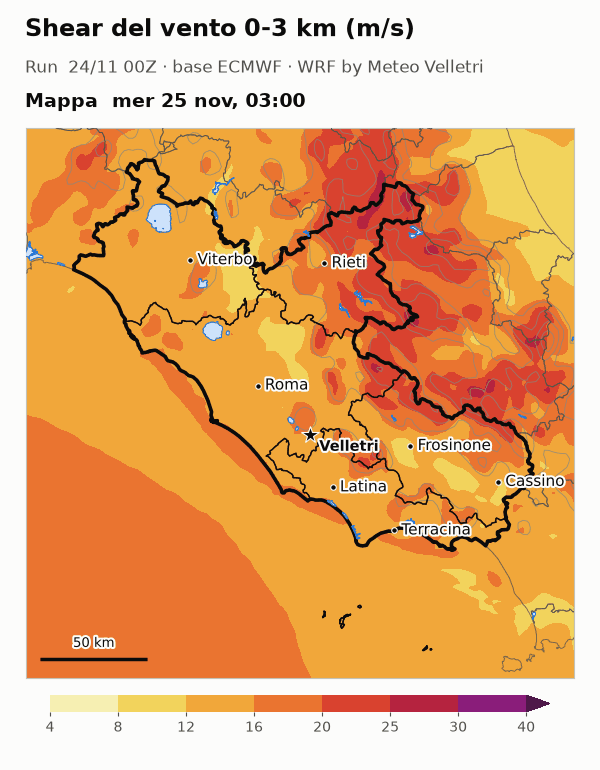 Shear del vento 0-3 km (m/s)
Run  24/11 00Z · base ECMWF · WRF by Meteo Velletri
Mappa  mer 25 nov, 03:00
Viterbo
Rieti
Roma
Velletri
Frosinone
Latina
Cassino
Terracina
50 km
4 8 12 16 20 25 30 40